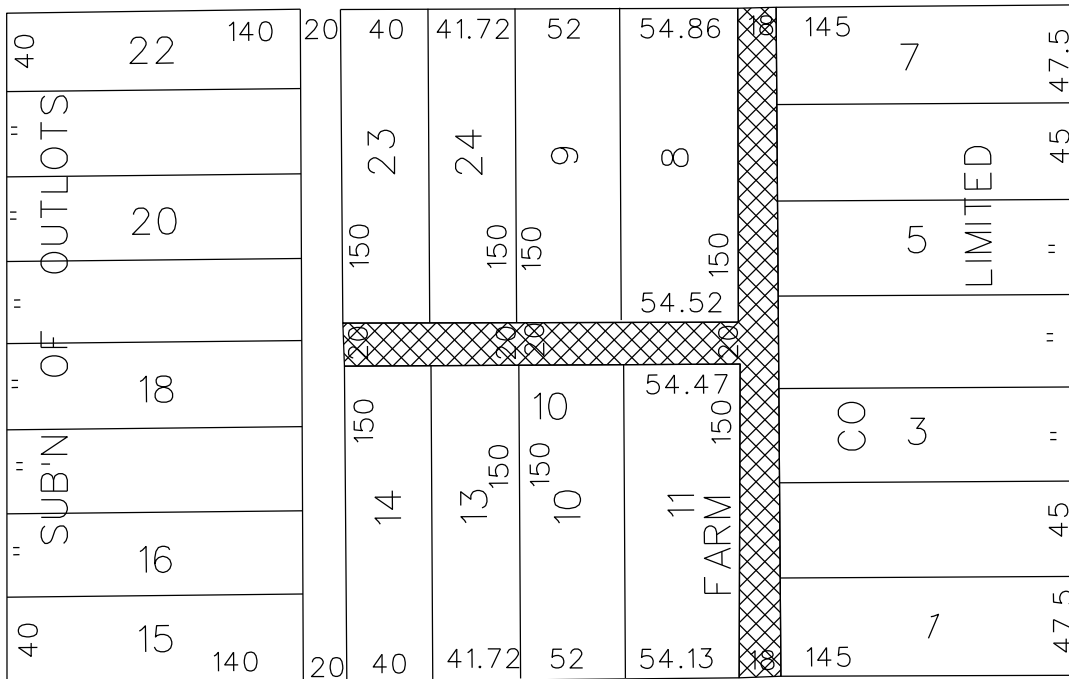 40 22 140 20 40 41.72 52 54.86 18 145 7 47.5
"
23 24 9 8
45
SUB'N OF OUTLOTS
LIMITED
" 20 5 "
150 150 150 150
"
54.52
20 20 20 20
"
" 18
54.47
150 10 150
CO 3 "
"
150 150
14 13 10 11
FARM
45
" 16
40 15 1 47.5
140 20 40 41.72 52 54.13 18 145